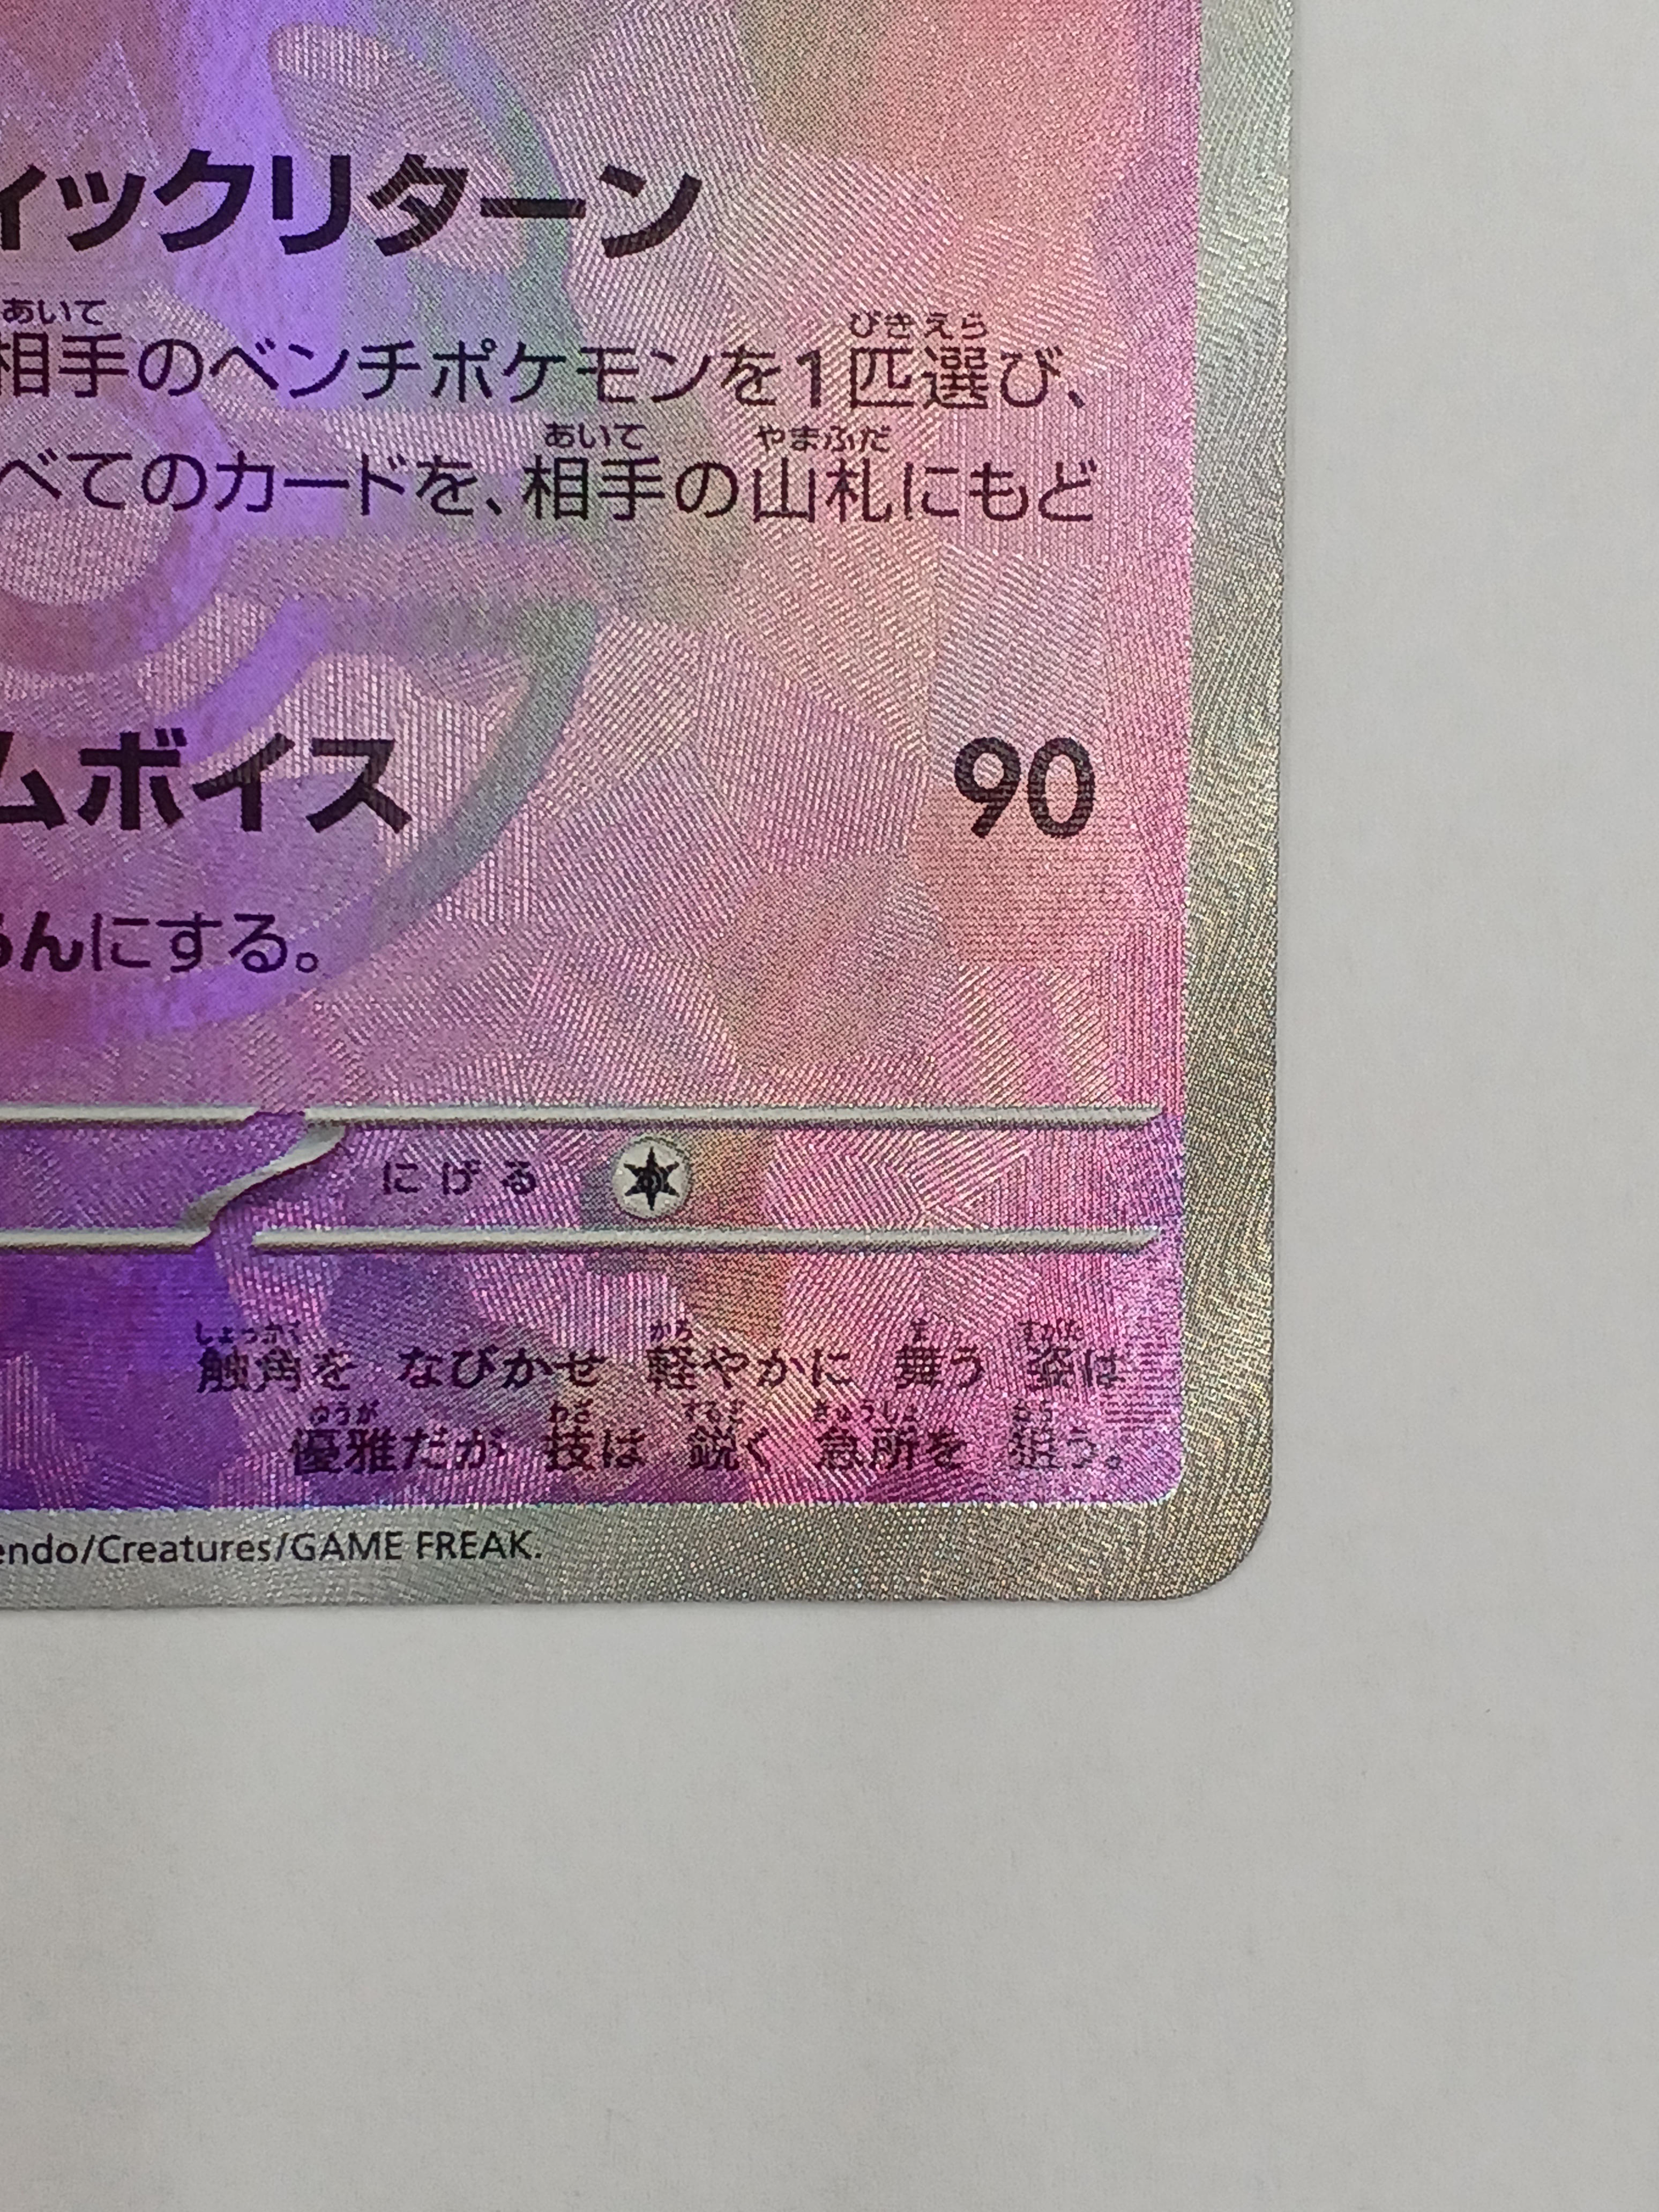 ィックリターン
あいて びきえら
相手のベンチポケモンを1匹選び、
あいて やまふだ
べてのカードを、相手の山札にもど
ムボイス 90
らんにする。
にげる
しょっかく かろ ま すがた
触角を なびかせ 軽やかに 舞う 姿は
ゆうが わざ するど きゅうしょ ねら
優雅だが 技は 鋭く 急所を 狙う。
endo/Creatures/GAME FREAK.